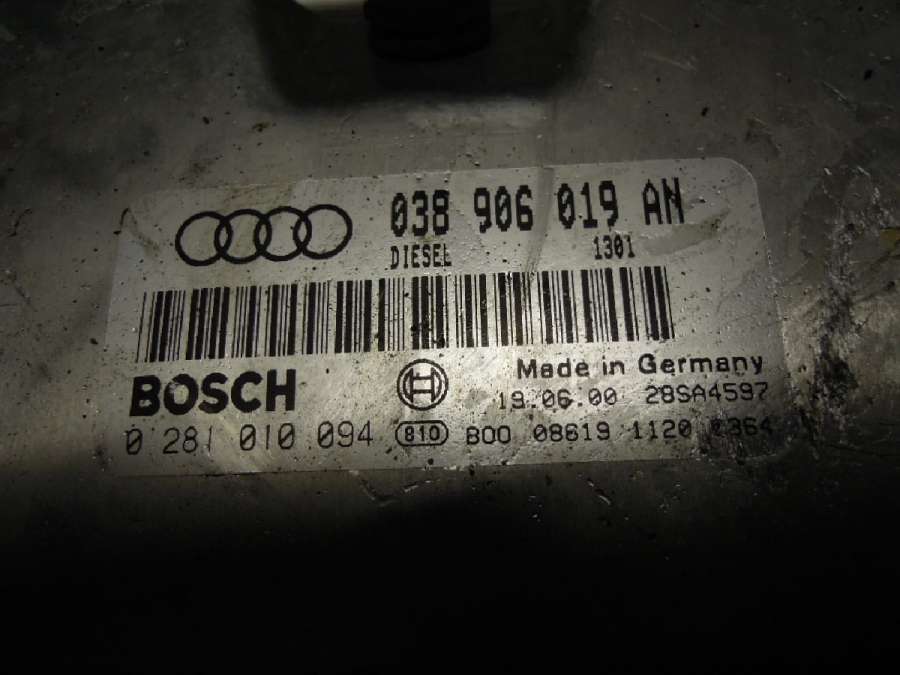 038 906 019 AN
DIESEL 1301
BOSCH Made in Germany
19.06.00 28SA4597
0 281 010 094 810 B00 08619 1120